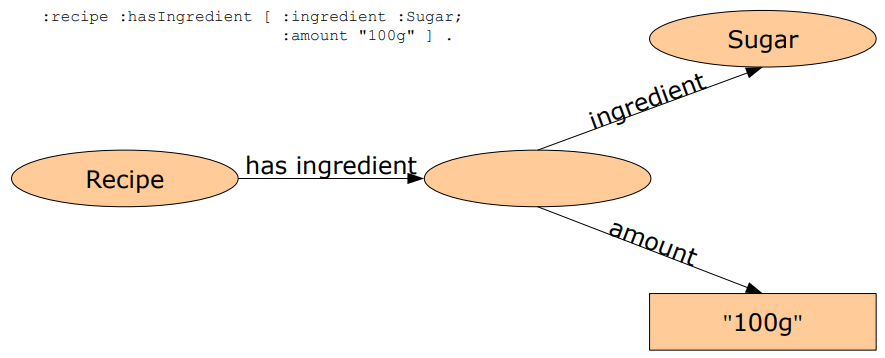 :recipe :hasIngredient [ :ingredient :Sugar;
:amount "100g" ] .
Sugar
ingredient
has ingredient
Recipe
amount
"100g"